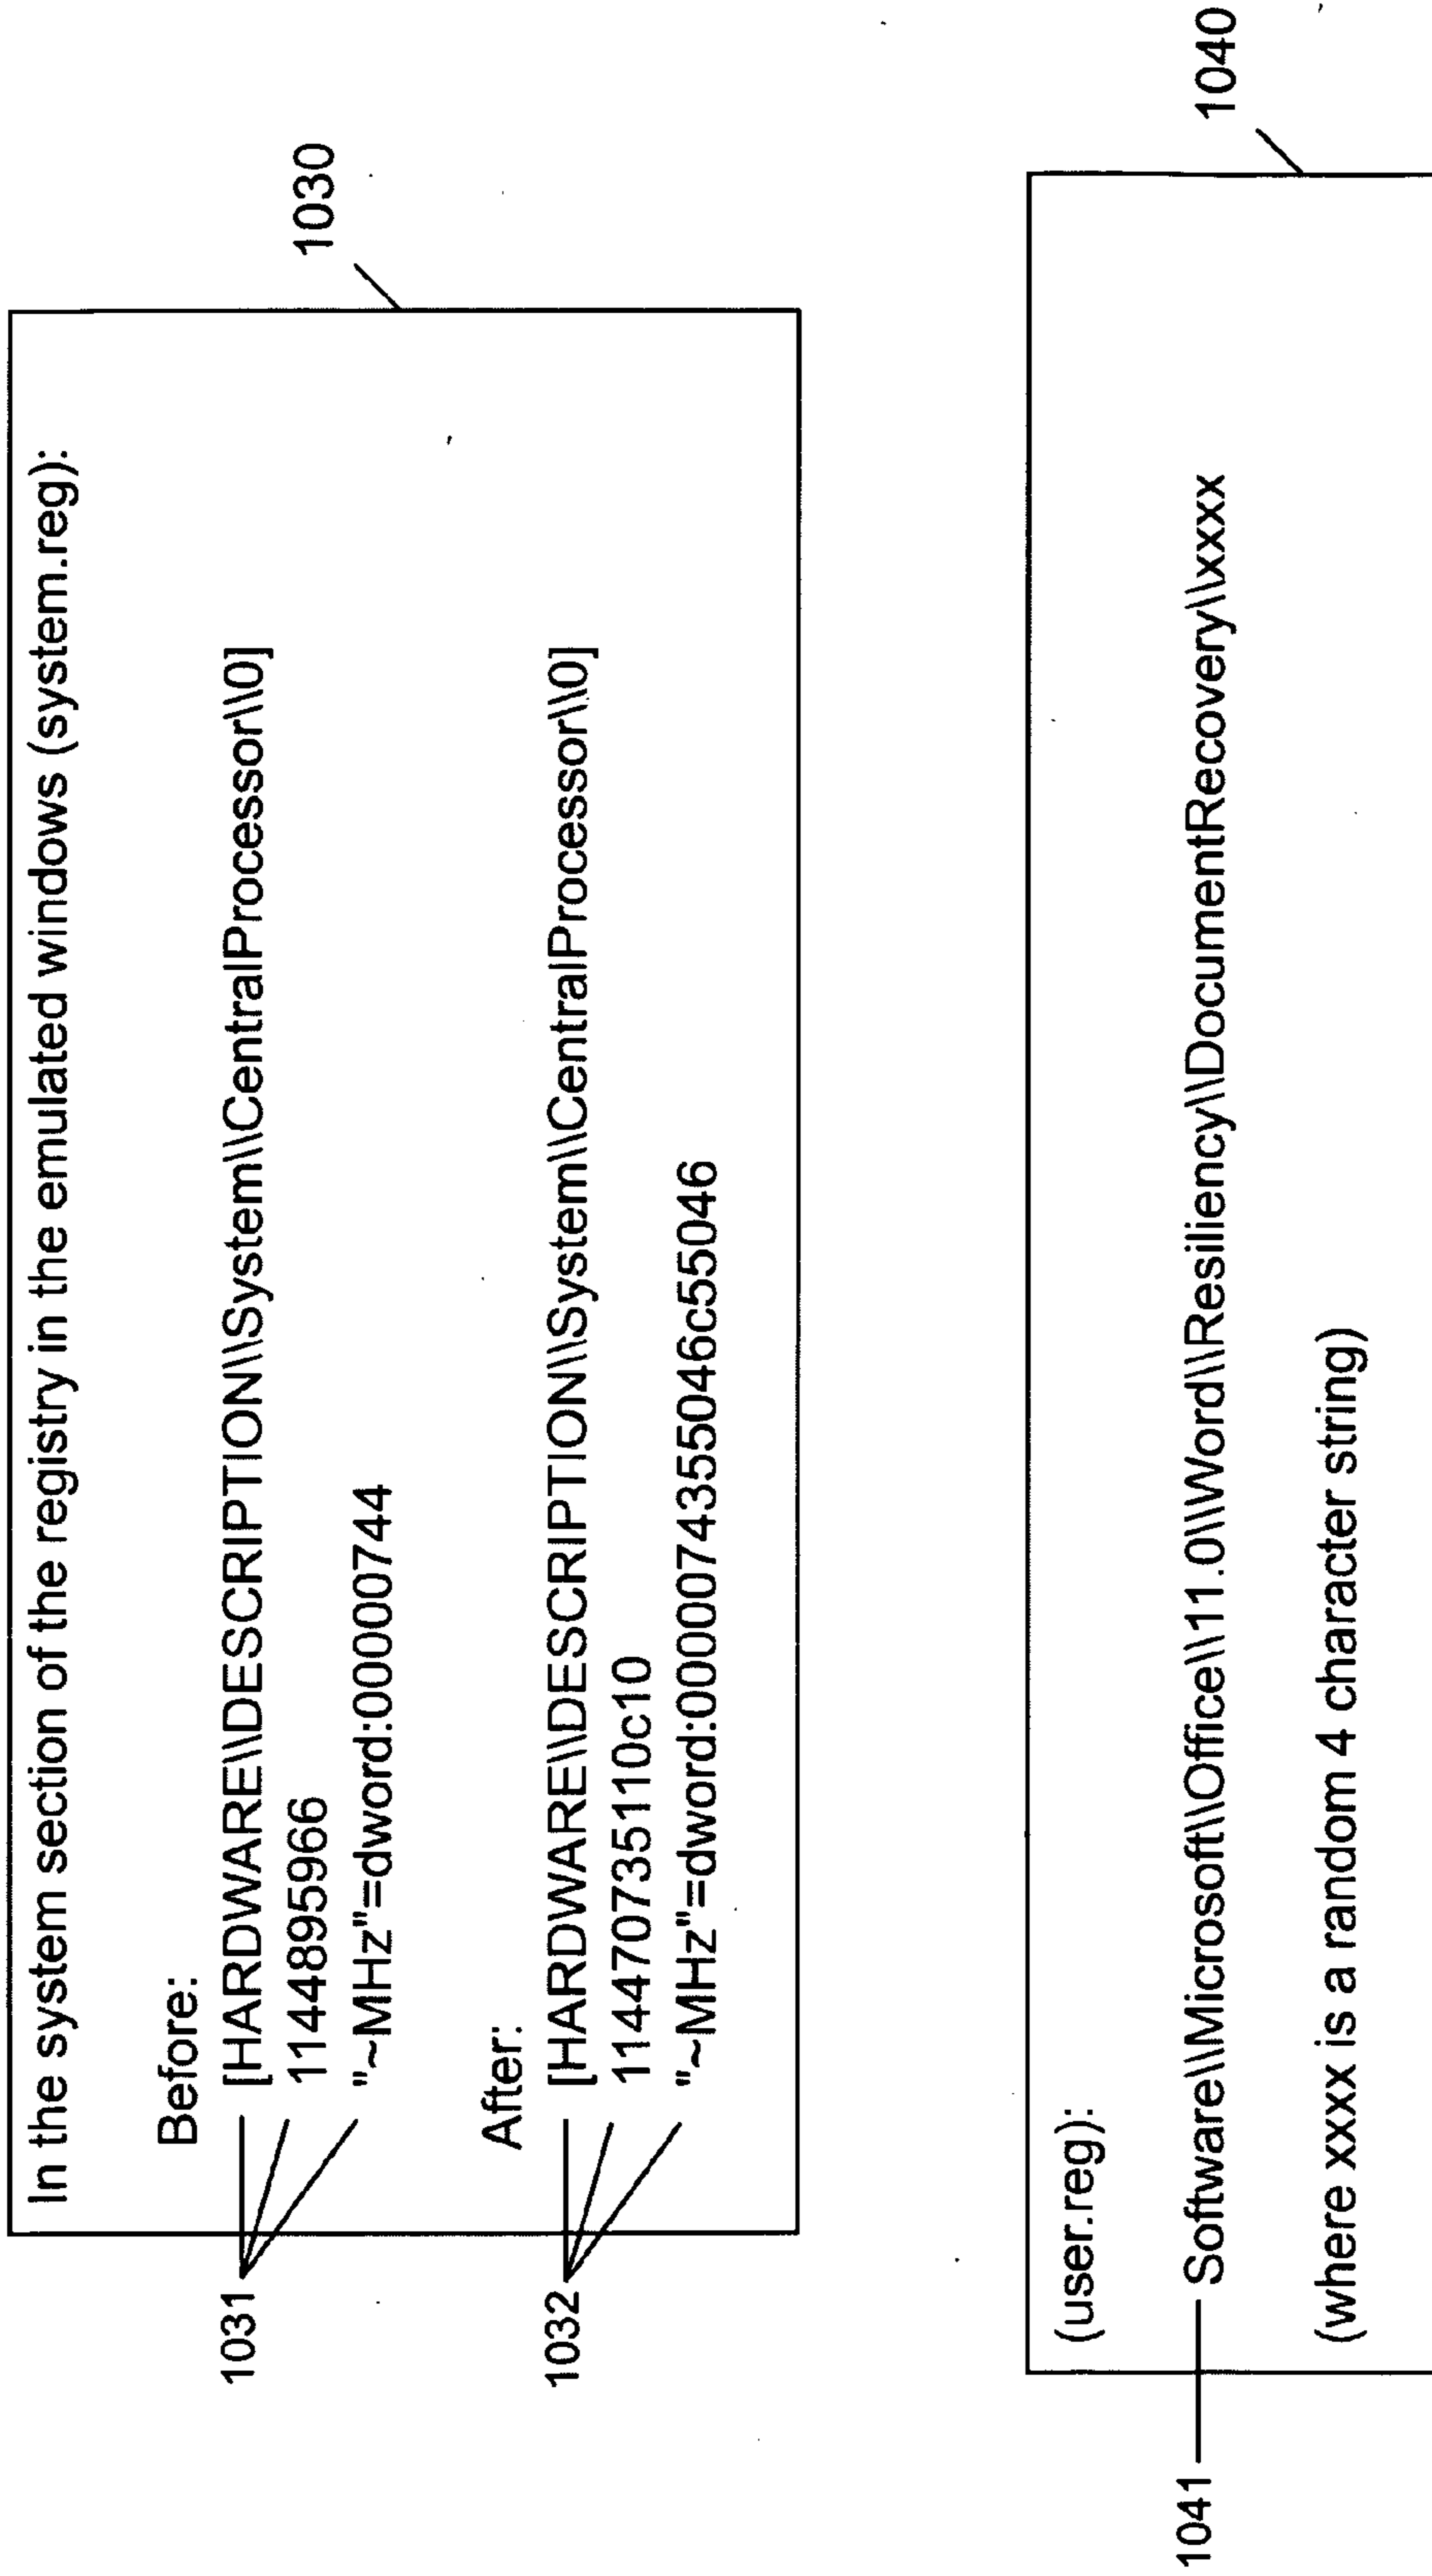 In the system section of the registry in the emulated windows (system.reg):
1030
Before:
1031
[HARDWARE\\DESCRIPTION\\System\\CentralProcessor\\0]
1144895966
"~MHz"=dword:00000744
After:
1032
[HARDWARE\\DESCRIPTION\\System\\CentralProcessor\\0]
114470735110c10
"~MHz"=dword:0000074355046c55046
1040
(user.reg):
1041
Software\\Microsoft\\Office\\11.0\\Word\\Resiliency\\DocumentRecovery\\xxxx
(where xxxx is a random 4 character string)